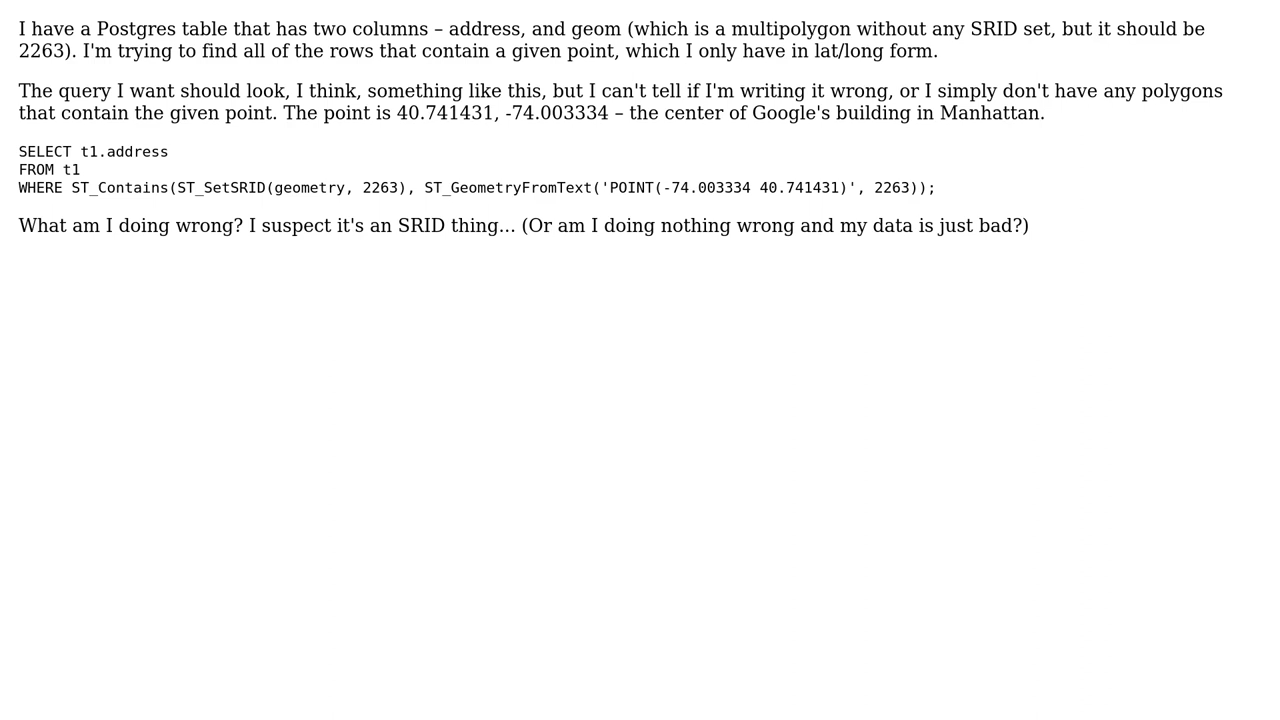 I have a Postgres table that has two columns – address, and geom (which is a multipolygon without any SRID set, but it should be
2263). I'm trying to find all of the rows that contain a given point, which I only have in lat/long form.
The query I want should look, I think, something like this, but I can't tell if I'm writing it wrong, or I simply don't have any polygons
that contain the given point. The point is 40.741431, -74.003334 – the center of Google's building in Manhattan.
SELECT t1.address
FROM t1
WHERE ST_Contains(ST_SetSRID(geometry, 2263), ST_GeometryFromText('POINT(-74.003334 40.741431)', 2263));
What am I doing wrong? I suspect it's an SRID thing... (Or am I doing nothing wrong and my data is just bad?)